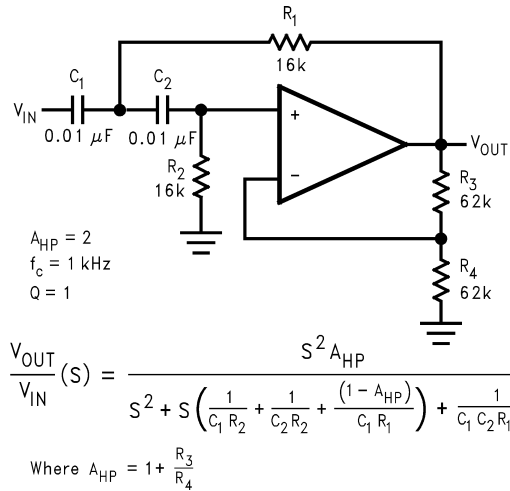 R1
16k
C1
C2
VIN
0.01 μF
0.01 μF
+
−
VOUT
R2
16k
R3
62k
R4
62k
AHP = 2
fc = 1 kHz
Q = 1
VOUT/VIN (S) = S² AHP / S² + S(1/C1 R2 + 1/C2 R2 + (1 − AHP)/C1 R1) + 1/C1 C2 R1
Where AHP = 1 + R3/R4